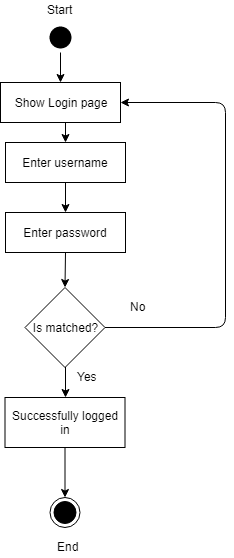 Start
Show Login page
Enter username
Enter password
Is matched?
No
Yes
Successfully logged
in
End